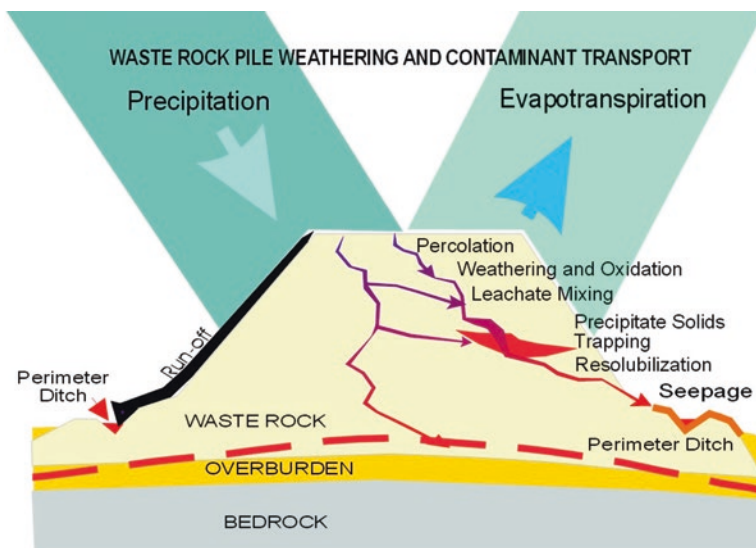 WASTE ROCK PILE WEATHERING AND CONTAMINANT TRANSPORT
Precipitation
Evapotranspiration
Percolation
Weathering and Oxidation
Leachate Mixing
Precipitate Solids
Trapping
Resolubilization
Run-off
Perimeter
Ditch
Seepage
WASTE ROCK
Perimeter Ditch
OVERBURDEN
BEDROCK